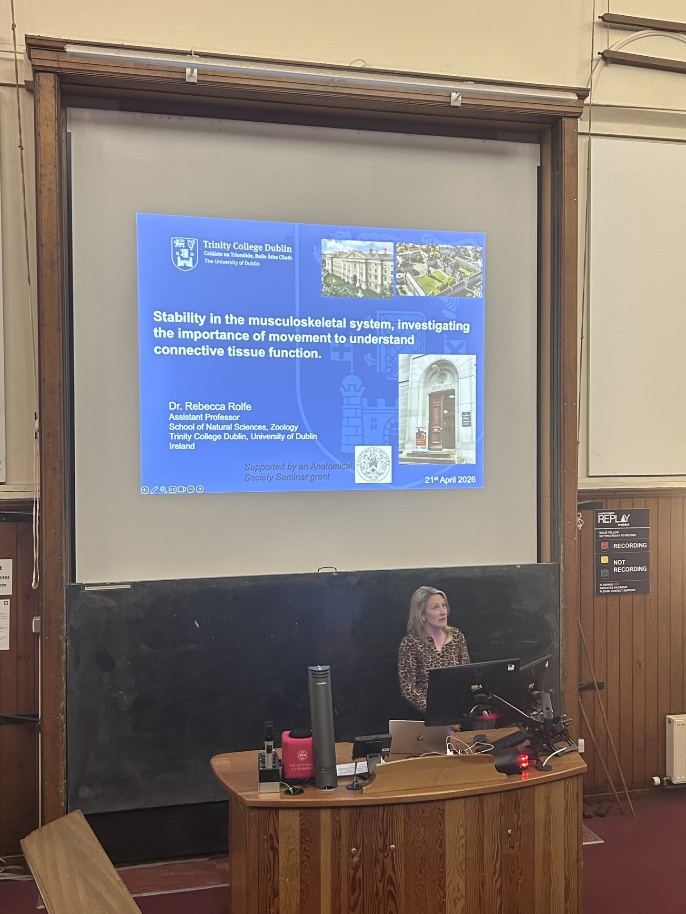 Trinity College Dublin
Coláiste na Tríonóide, Baile Átha Cliath
The University of Dublin
Stability in the musculoskeletal system, investigating
the importance of movement to understand
connective tissue function.
Dr. Rebecca Rolfe
Assistant Professor
School of Natural Sciences, Zoology
Trinity College Dublin, University of Dublin
Ireland
Supported by an Anatomical
Society Seminar grant
21st April 2026
REPLAY
RECORDING
NOT
RECORDING